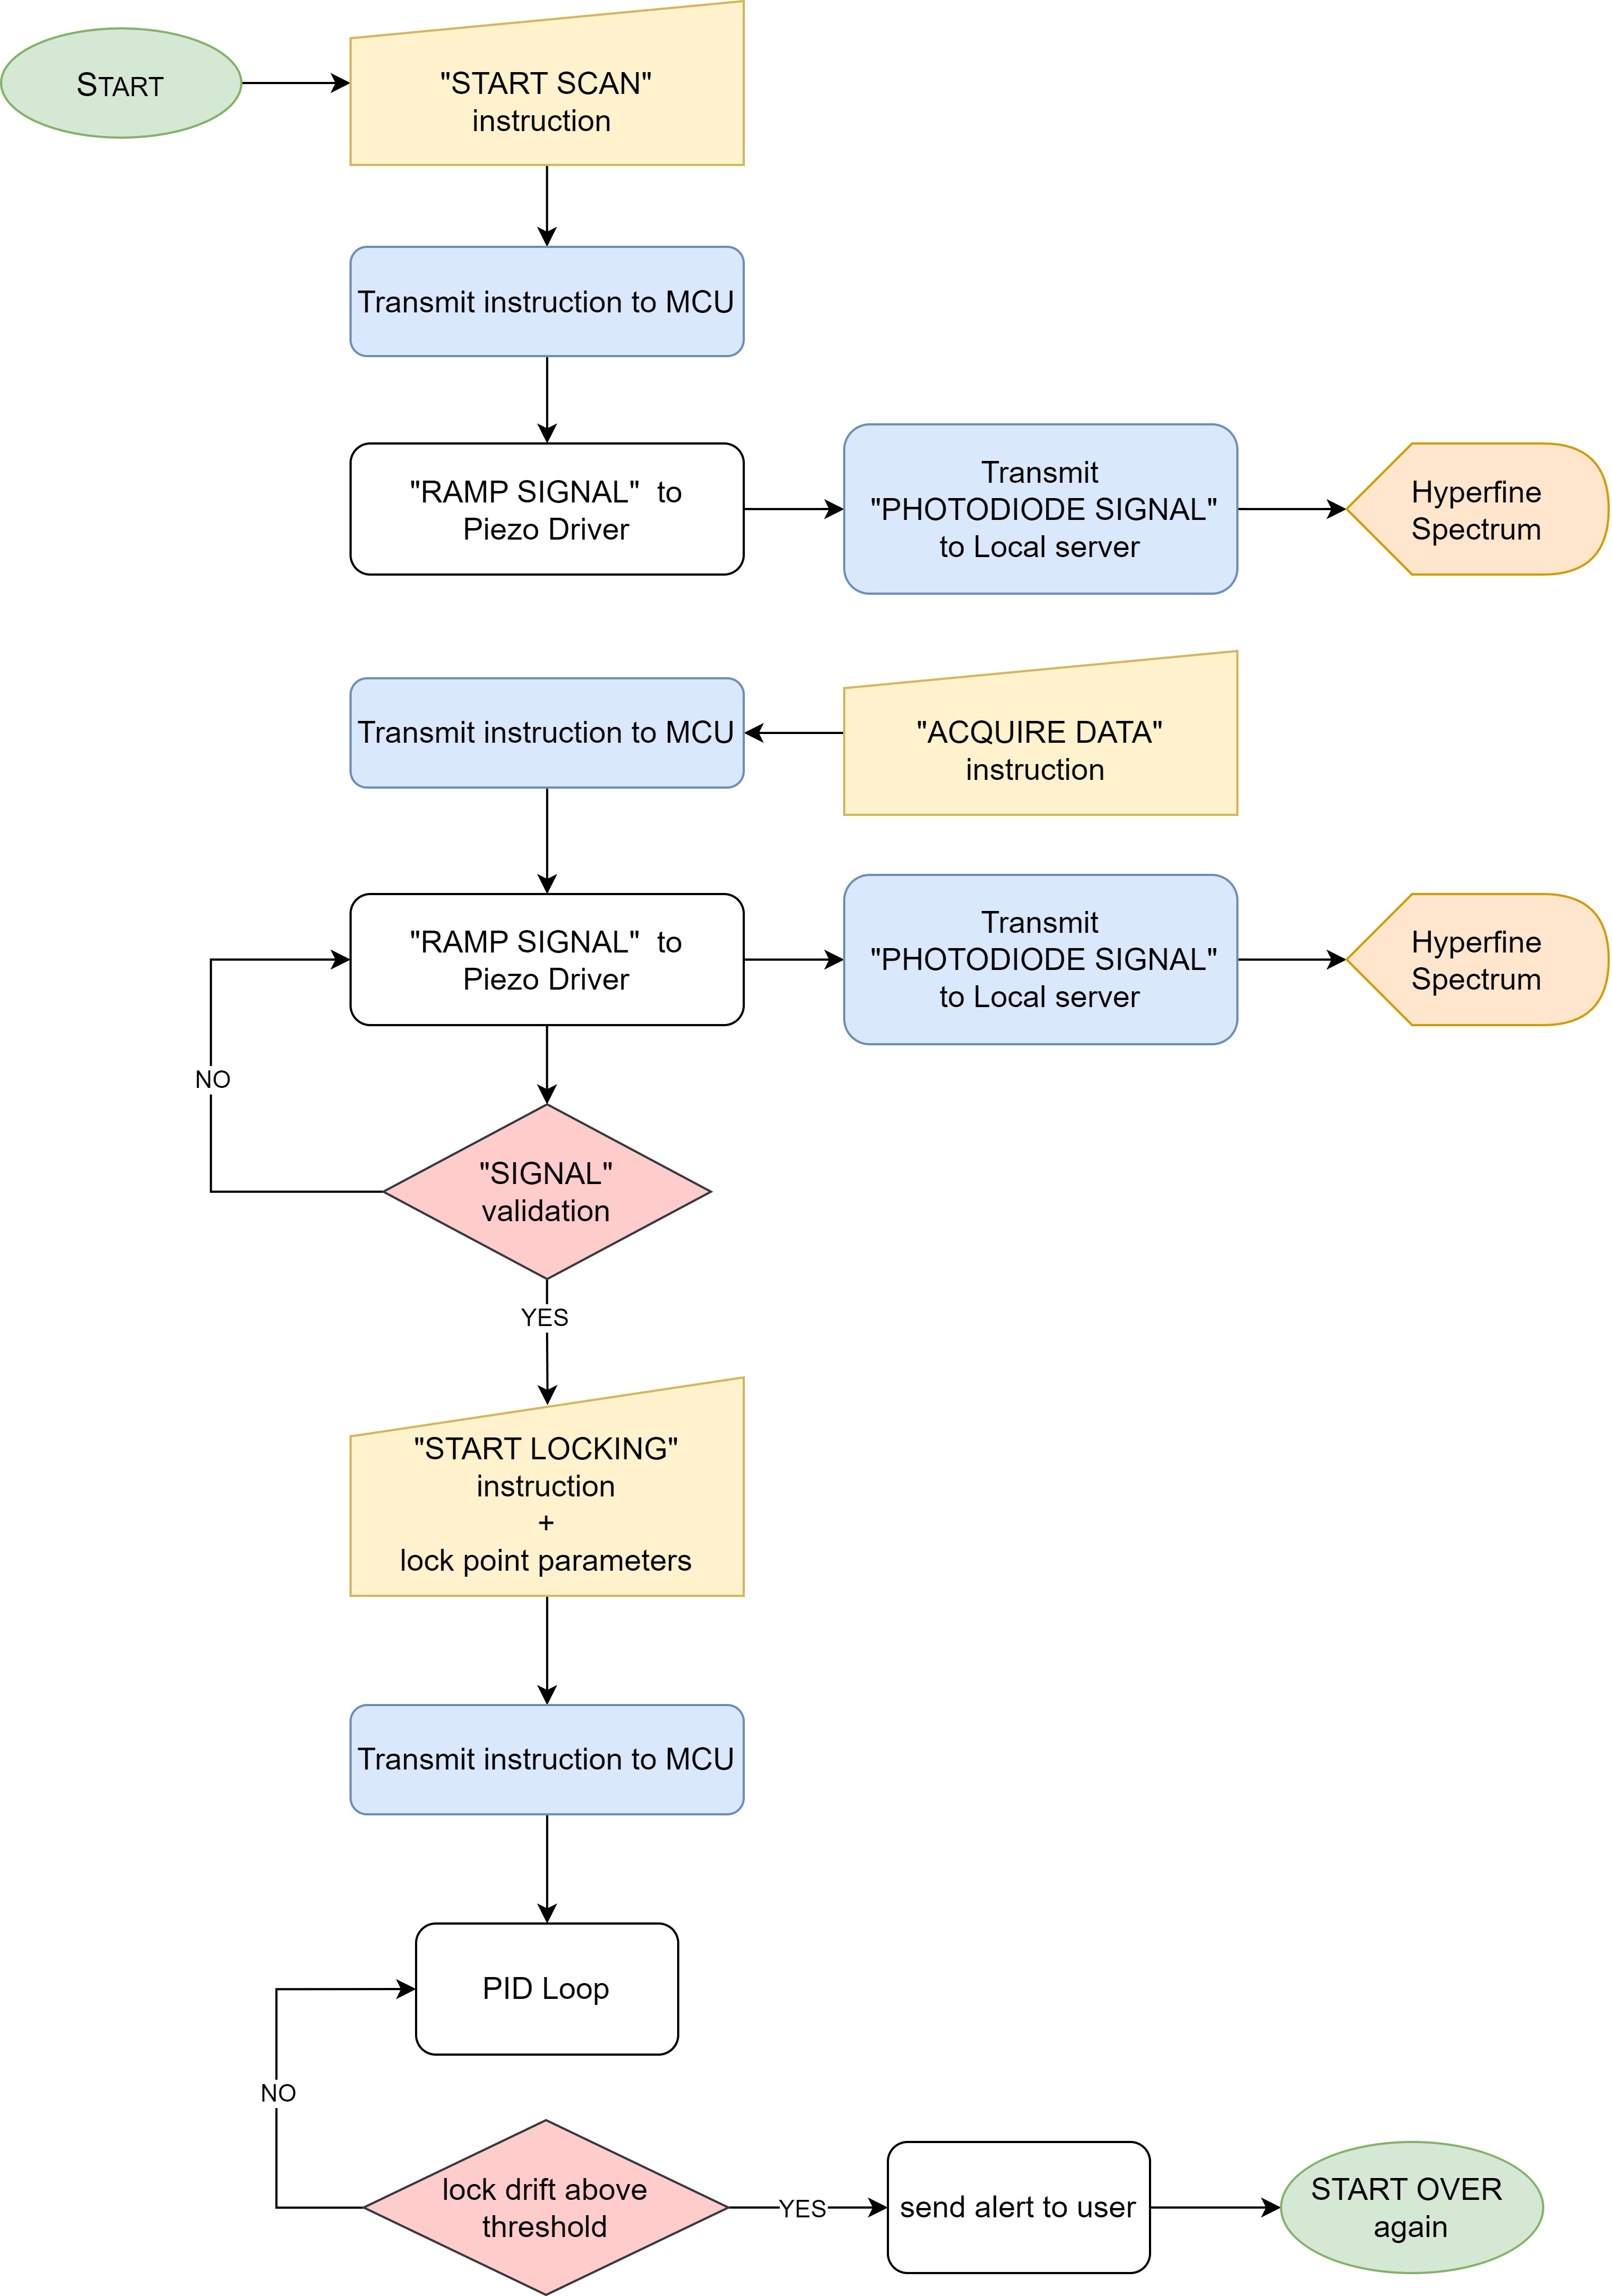 START
"START SCAN"
instruction
Transmit instruction to MCU
"RAMP SIGNAL" to
Piezo Driver
Transmit
"PHOTODIODE SIGNAL"
to Local server
Hyperfine
Spectrum
Transmit instruction to MCU
"ACQUIRE DATA"
instruction
"RAMP SIGNAL" to
Piezo Driver
Transmit
"PHOTODIODE SIGNAL"
to Local server
Hyperfine
Spectrum
NO
"SIGNAL"
validation
YES
"START LOCKING"
instruction
+
lock point parameters
Transmit instruction to MCU
PID Loop
NO
lock drift above
threshold
YES
send alert to user
START OVER
again